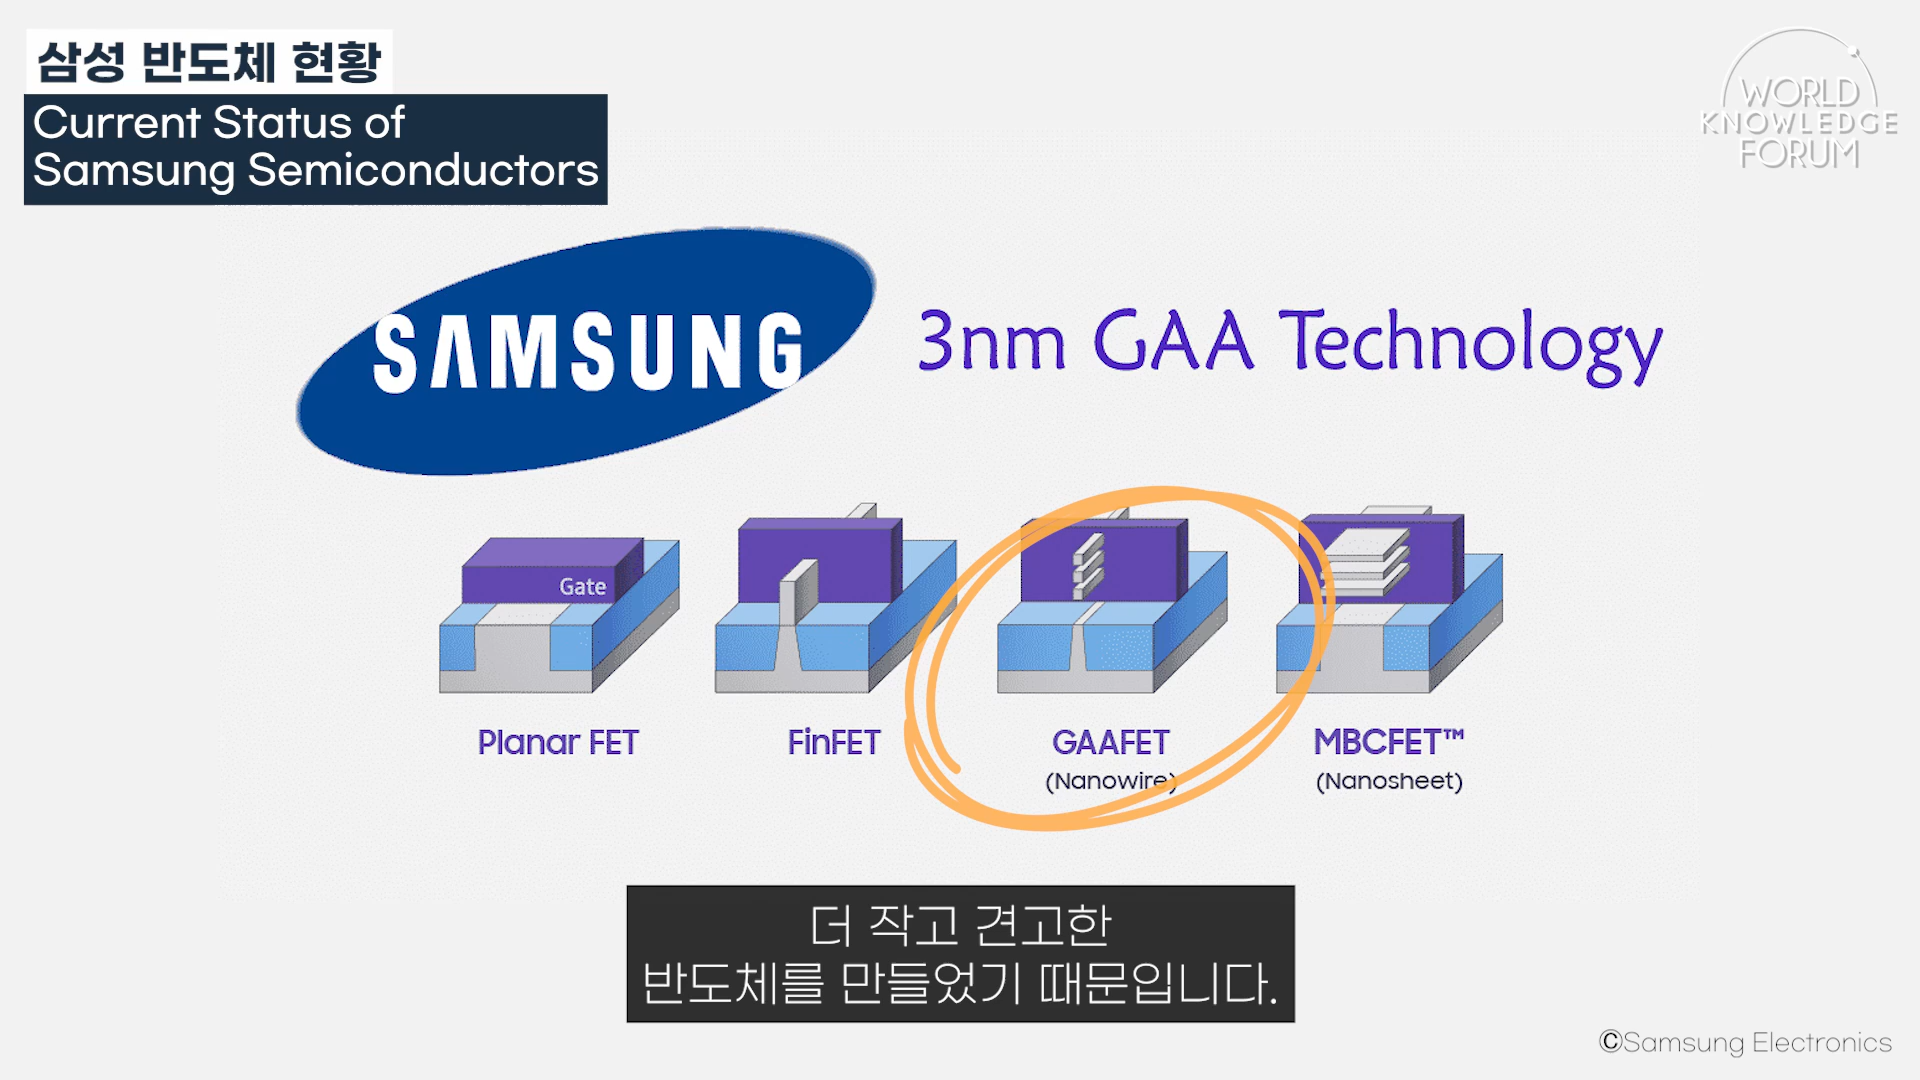 삼성 반도체 현황
Current Status of
Samsung Semiconductors
WORLD
KNOWLEDGE
FORUM
SAMSUNG
3nm GAA Technology
Gate
Planar FET
FinFET
GAAFET
(Nanowire)
MBCFET™
(Nanosheet)
더 작고 견고한
반도체를 만들었기 때문입니다.
©Samsung Electronics